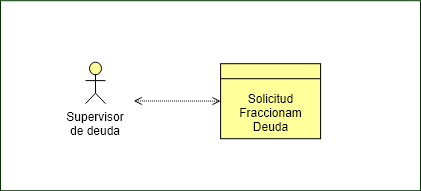 Supervisor
de deuda
Solicitud
Fraccionam
Deuda